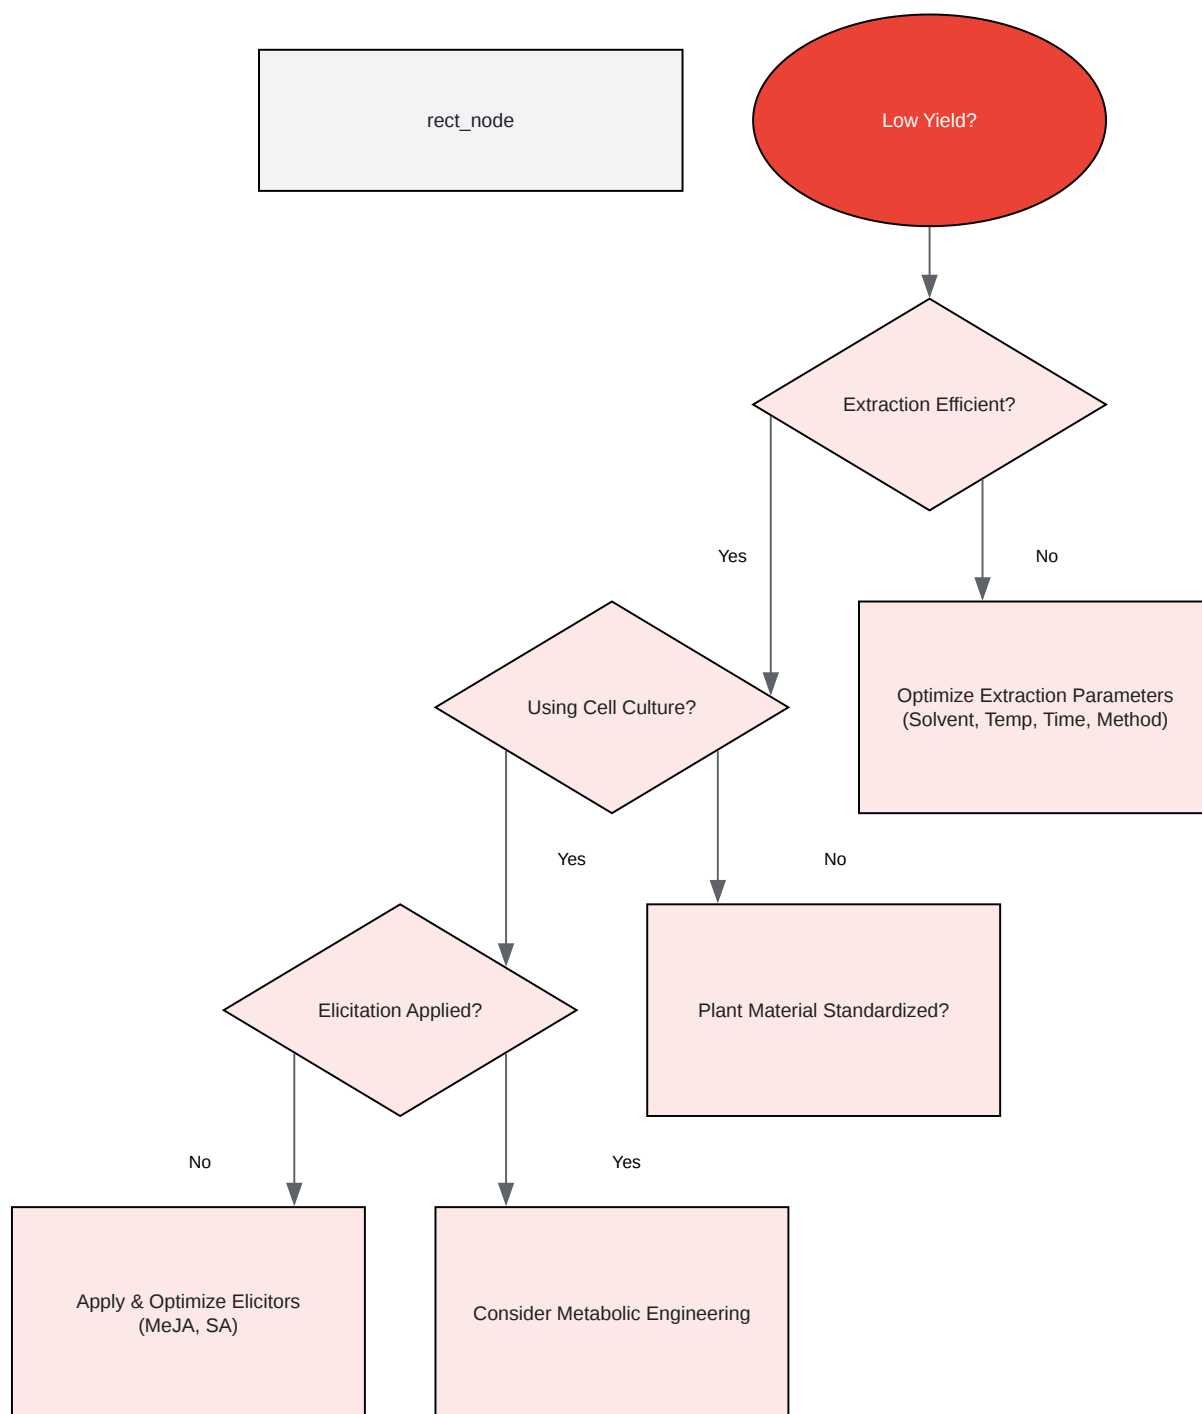 rect_node
Low Yield?
Extraction Efficient?
Yes
No
Using Cell Culture?
Optimize Extraction Parameters
(Solvent, Temp, Time, Method)
Yes
No
Elicitation Applied?
Plant Material Standardized?
No
Yes
Apply & Optimize Elicitors
(MeJA, SA)
Consider Metabolic Engineering